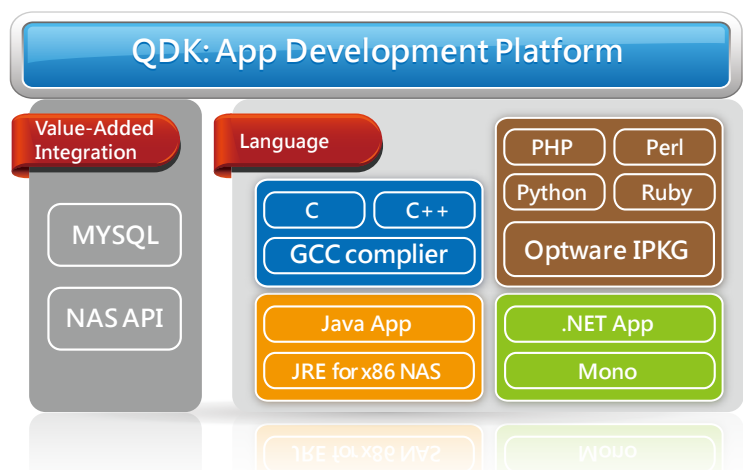 QDK: App Development Platform
Value-Added
Integration
MYSQL
NAS API
Language
C
C++
GCC complier
PHP
Perl
Python
Ruby
Optware IPKG
Java App
JRE for x86 NAS
.NET App
Mono